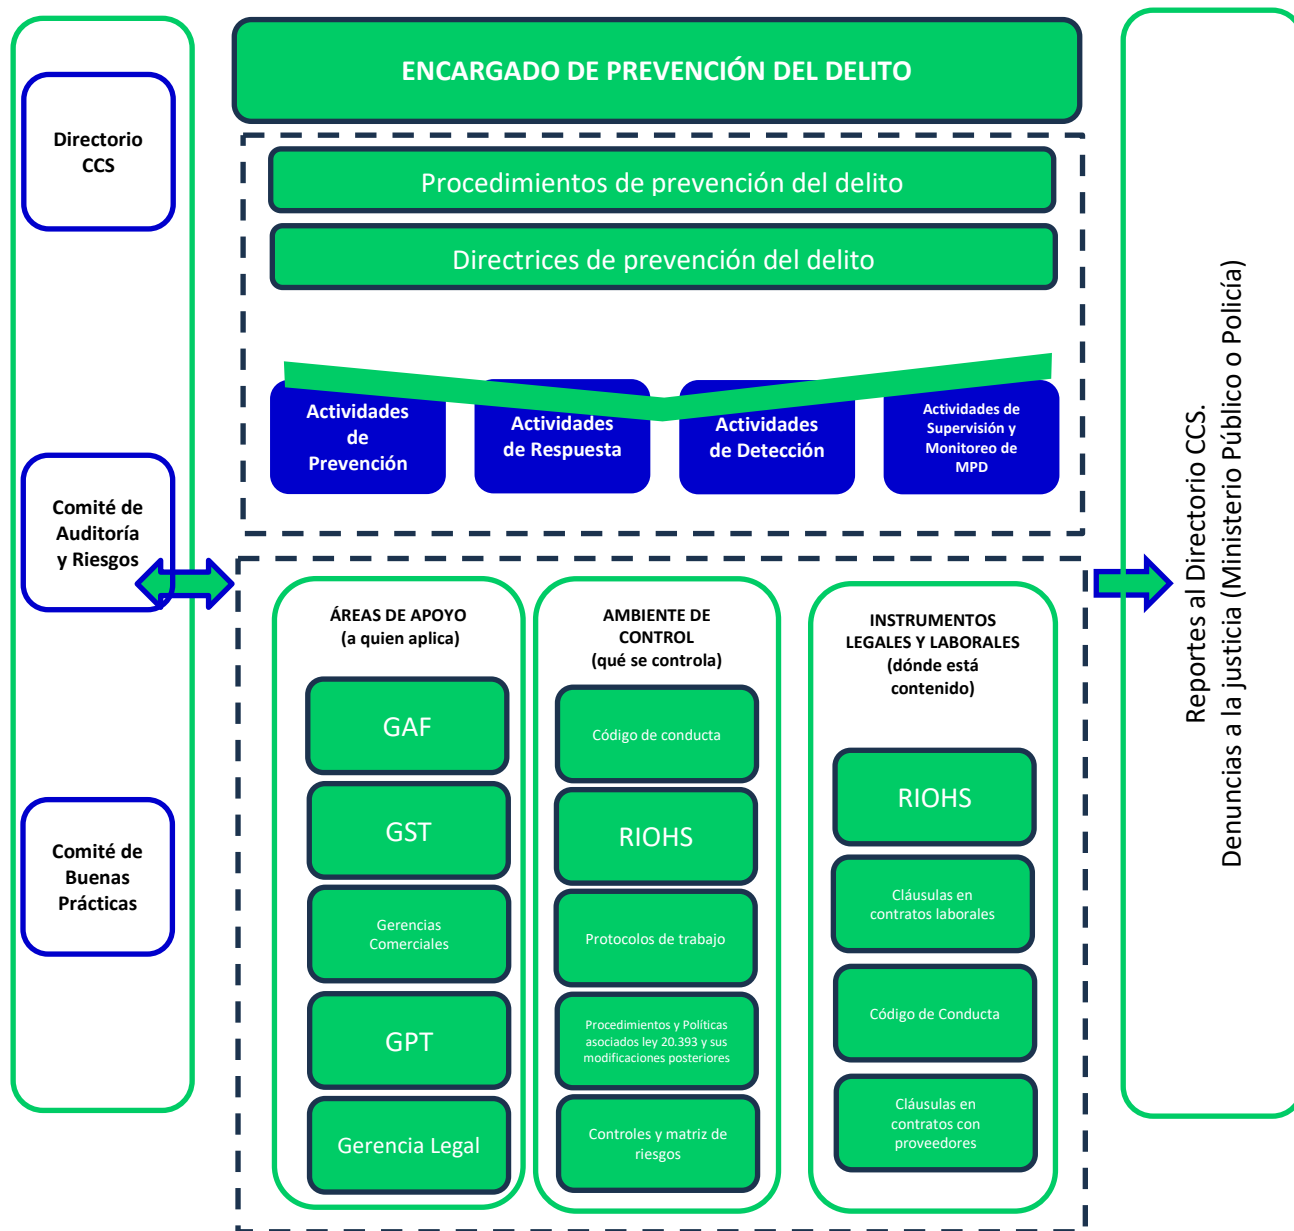 ENCARGADO DE PREVENCIÓN DEL DELITO
Directorio
CCS
Comité de
Auditoría
y Riesgos
Comité de
Buenas
Prácticas
Procedimientos de prevención del delito
Directrices de prevención del delito
Actividades
de
Prevención
Actividades
de Respuesta
Actividades
de Detección
Actividades de
Supervisión y
Monitoreo de
MPD
ÁREAS DE APOYO
(a quien aplica)
GAF
GST
Gerencias
Comerciales
GPT
Gerencia Legal
AMBIENTE DE
CONTROL
(qué se controla)
Código de conducta
RIOHS
Protocolos de trabajo
Procedimientos y Políticas
asociados ley 20.393 y sus
modificaciones posteriores
Controles y matriz de
riesgos
INSTRUMENTOS
LEGALES Y LABORALES
(dónde está
contenido)
RIOHS
Cláusulas en
contratos laborales
Código de Conducta
Cláusulas en
contratos con
proveedores
Reportes al Directorio CCS.
Denuncias a la justicia (Ministerio Público o Policía)